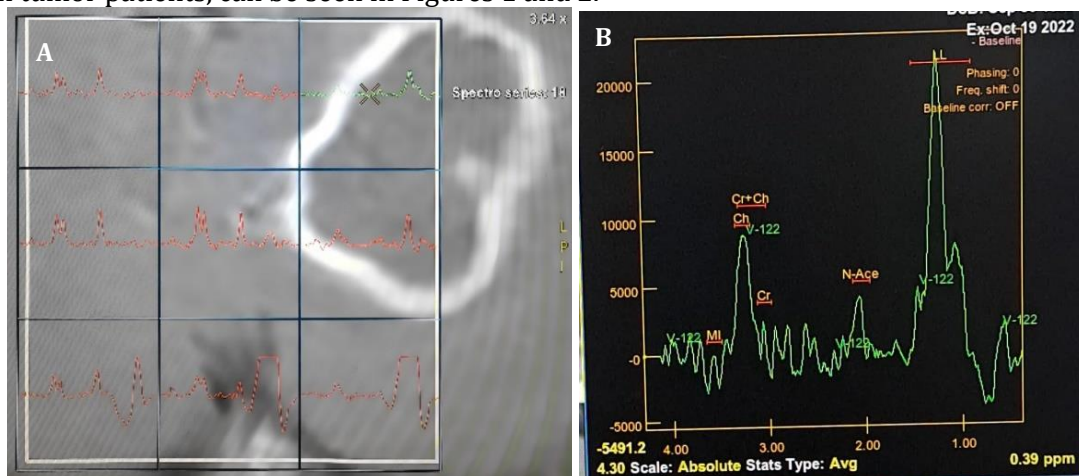 in tumor patients, can be seen in Figures 1 and 2.
A
3.64 x
Spectro series: 18
L
P
I
B
Ex:Oct 19 2022
- Baseline
Phasing: 0
Freq. shift: 0
Baseline corr: OFF
20000
15000
10000
5000
-0
-5000
LL
Cr+Ch
Ch
V-122
Cr
N-Ace
V-122
V-122
MI
V-122
V-122
-5491.2
4.00
3.00
2.00
1.00
4.30 Scale: Absolute Stats Type: Avg
0.39 ppm